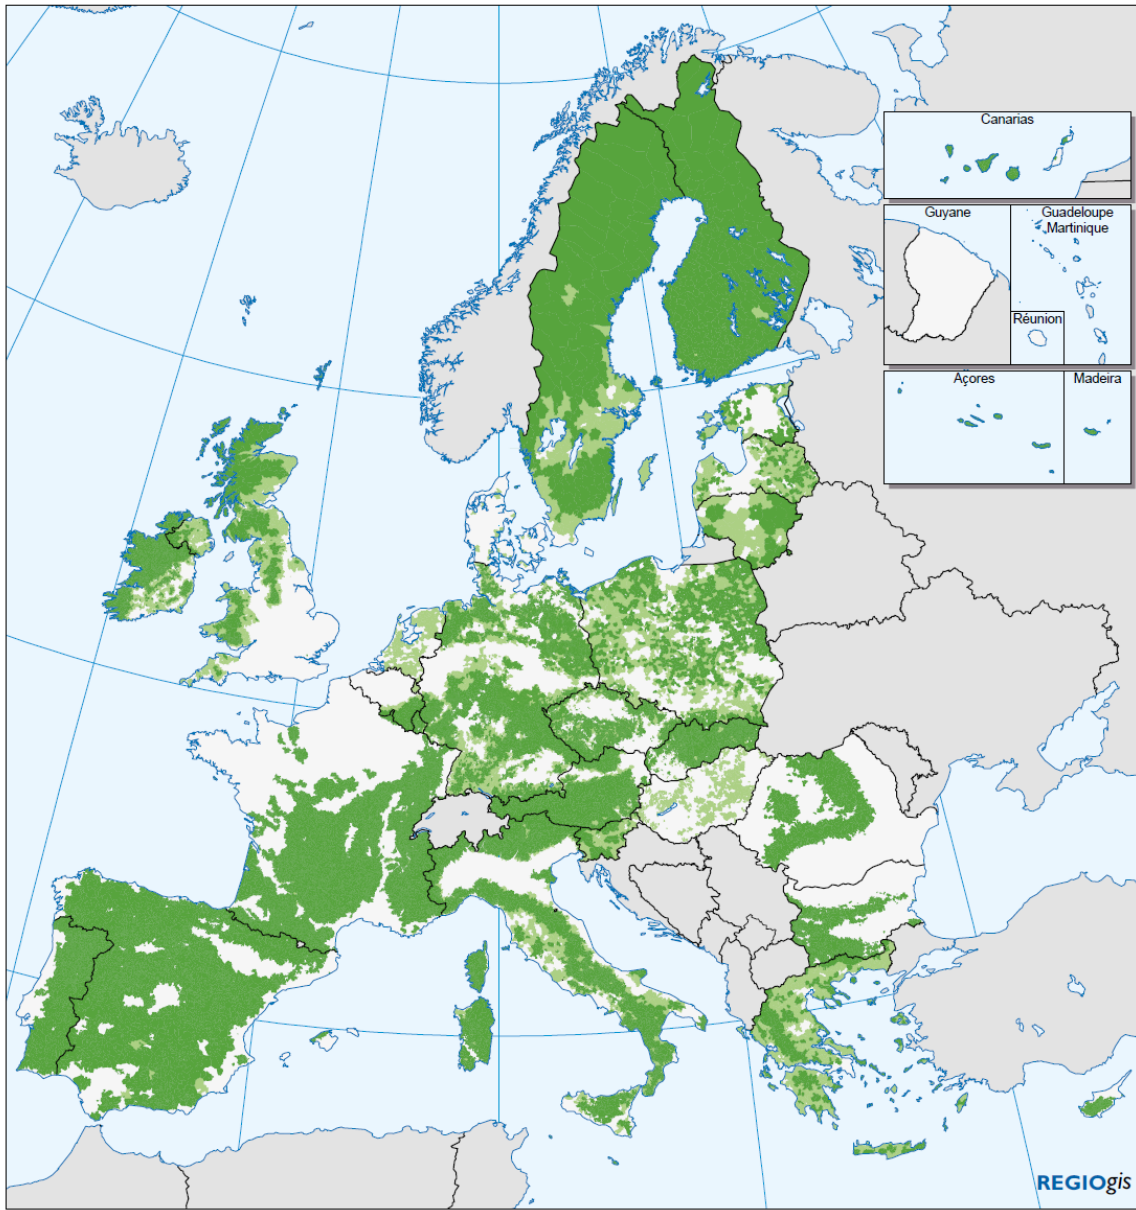 Canarias
Guyane
Guadeloupe
Martinique
Réunion
Açores
Madeira
REGIOgis